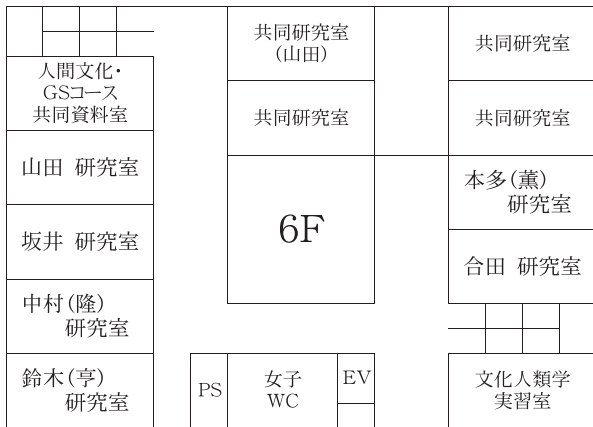 人間文化・
GSコース
共同資料室
山田 研究室
坂井 研究室
中村(隆)
研究室
鈴木(亨)
研究室
共同研究室
(山田)
共同研究室
6F
PS
女子
WC
EV
共同研究室
共同研究室
本多(薫)
研究室
合田 研究室
文化人類学
実習室